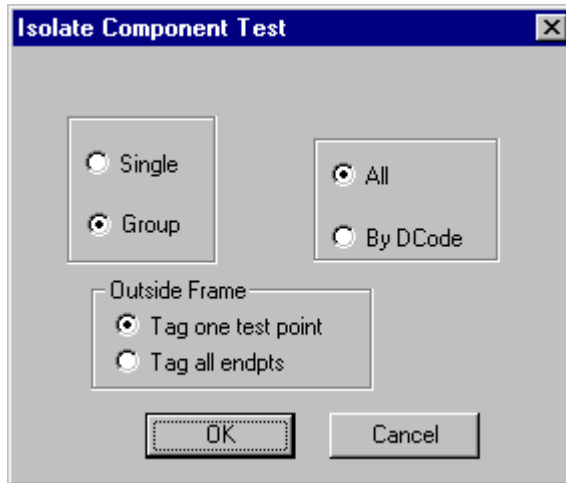 Isolate Component Test
Single
Group
All
By DCode
Outside Frame
Tag one test point
Tag all endpts
OK
Cancel